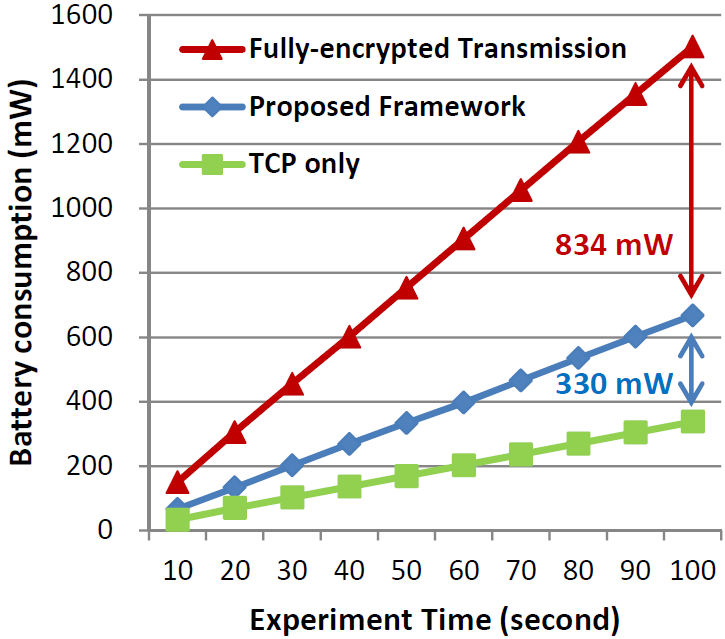 Battery consumption (mW)
1600
1400
1200
1000
800
600
400
200
0
Fully-encrypted Transmission
Proposed Framework
TCP only
834 mW
330 mW
10 20 30 40 50 60 70 80 90 100
Experiment Time (second)